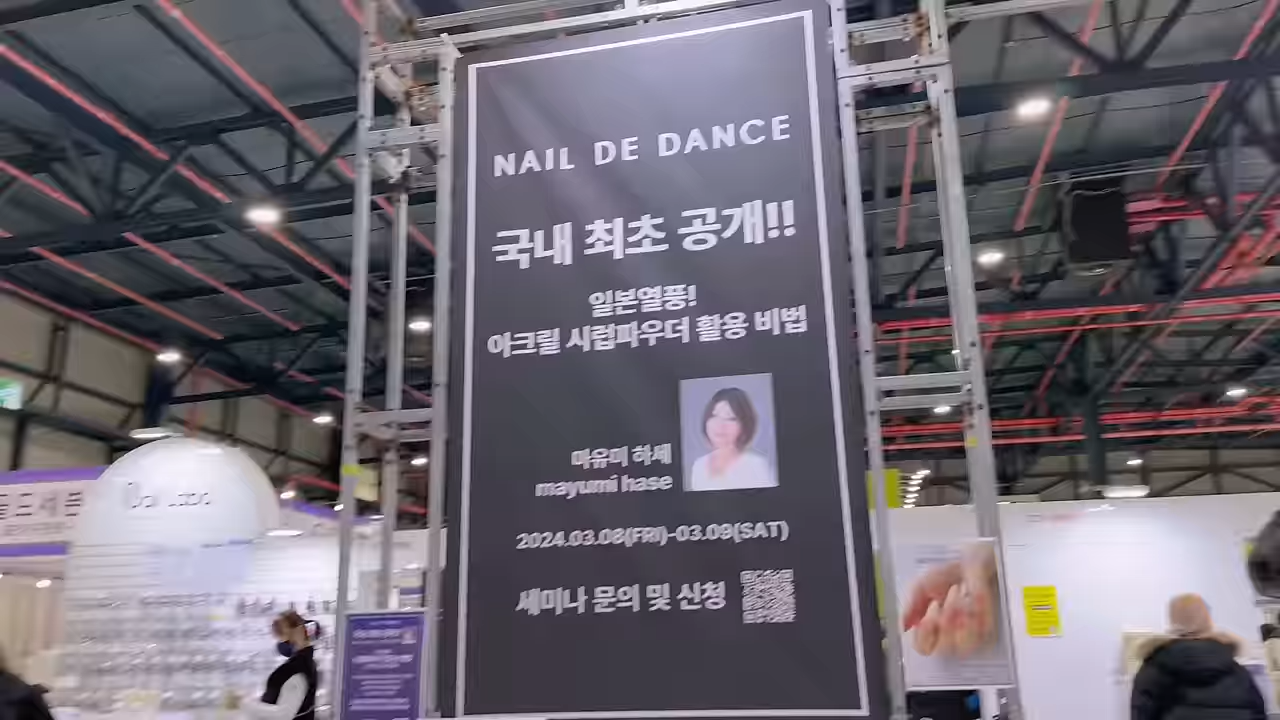 NAIL DE DANCE
국내 최초 공개!!
일본열풍!
아크릴 시럽파우더 활용 비법
마유미 하세
mayumi hase
2024.03.08(FRI)-03.09(SAT)
세미나 문의 및 신청